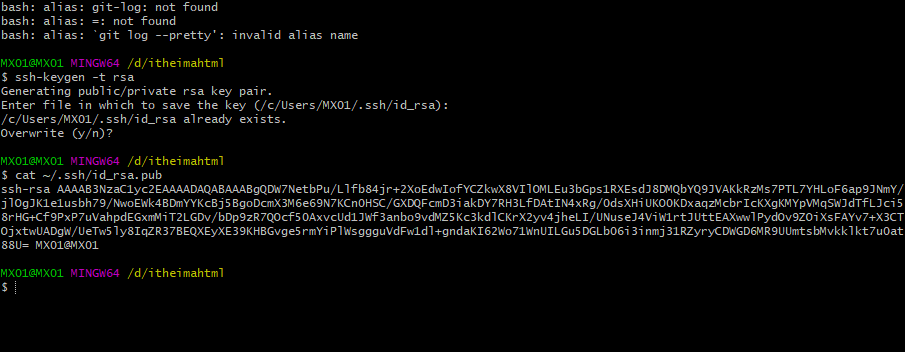 bash: alias: git-log: not found
bash: alias: =: not found
bash: alias: `git log --pretty': invalid alias name
MX01@MX01 MINGW64 /d/itheimahtml
$ ssh-keygen -t rsa
Generating public/private rsa key pair.
Enter file in which to save the key (/c/Users/MX01/.ssh/id_rsa):
/c/Users/MX01/.ssh/id_rsa already exists.
Overwrite (y/n)?
MX01@MX01 MINGW64 /d/itheimahtml
$ cat ~/.ssh/id_rsa.pub
ssh-rsa AAAAB3NzaC1yc2EAAAADAQABAAABgQDW7NetbPu/Llfb84jr+2XoEdwIofYCZkwX8VIlOMLEu3bGps1RXEsdJ8DMQbYQ9JVAKkRzMs7PTL7YHLoF6ap9JNmY/
jlOgJK1e1usbh79/NwoEWk4BDmYYKcBj5BgoDcmX3M6e69N7KCnOHSC/GXDQFcmD3iakDY7RH3LfDAtIN4xRg/OdsXHiUKOOKDxaqzMcbrIcKXgKMYpVMqSWJdTfLJci5
8rHG+Cf9PxP7uVahpdEGxmMiT2LGDv/bDp9zR7QOcf5OAxvcUd1JWf3anbo9vdMZ5Kc3kdlCKrX2yv4jheLI/UNuseJ4ViW1rtJUttEAXwwlPydOv9ZOiXsFAYv7+X3CT
OjxtwUADgW/UeTw5ly8IqZR37BEQXEyXE39KHBGvge5rmYiPlWsggguVdFw1dl+gndaKI62Wo71WnUILGu5DGLbO6i3inmj31RZyryCDWGD6MR9UUmtsbMvkklkt7uOat
88U= MX01@MX01
MX01@MX01 MINGW64 /d/itheimahtml
$